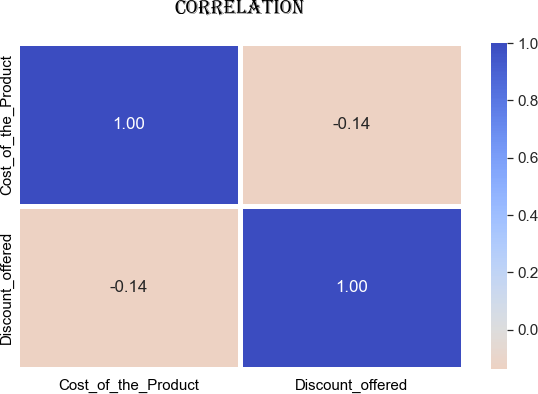 CORRELATION
Cost_of_the_Product
1.00
-0.14
Discount_offered
-0.14
1.00
Cost_of_the_Product
Discount_offered
1.0
0.8
0.6
0.4
0.2
0.0